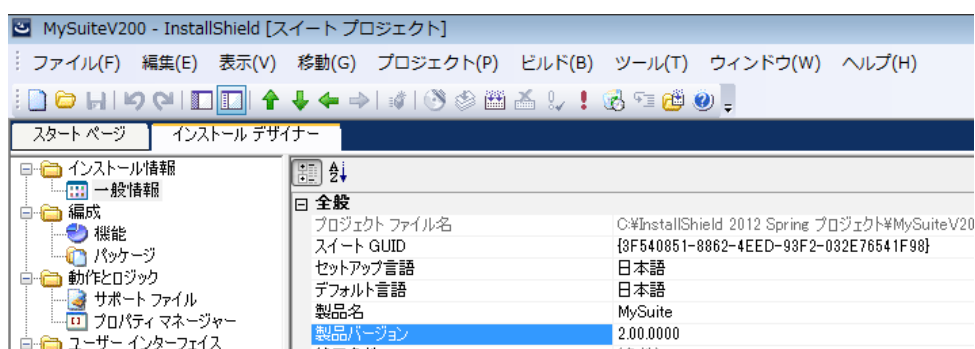 MySuiteV200 - InstallShield [スイート プロジェクト]
ファイル(F) 編集(E) 表示(V) 移動(G) プロジェクト(P) ビルド(B) ツール(T) ウィンドウ(W) ヘルプ(H)
スタート ページ インストール デザイナー
インストール情報
一般情報
編成
機能
パッケージ
動作とロジック
サポート ファイル
プロパティ マネージャー
ユーザー インターフェイス
全般
プロジェクト ファイル名 C:¥InstallShield 2012 Spring プロジェクト¥MySuiteV20
スイート GUID {3F540851-8862-4EED-93F2-032E76541F98}
セットアップ言語 日本語
デフォルト言語 日本語
製品名 MySuite
製品バージョン 2.00.0000